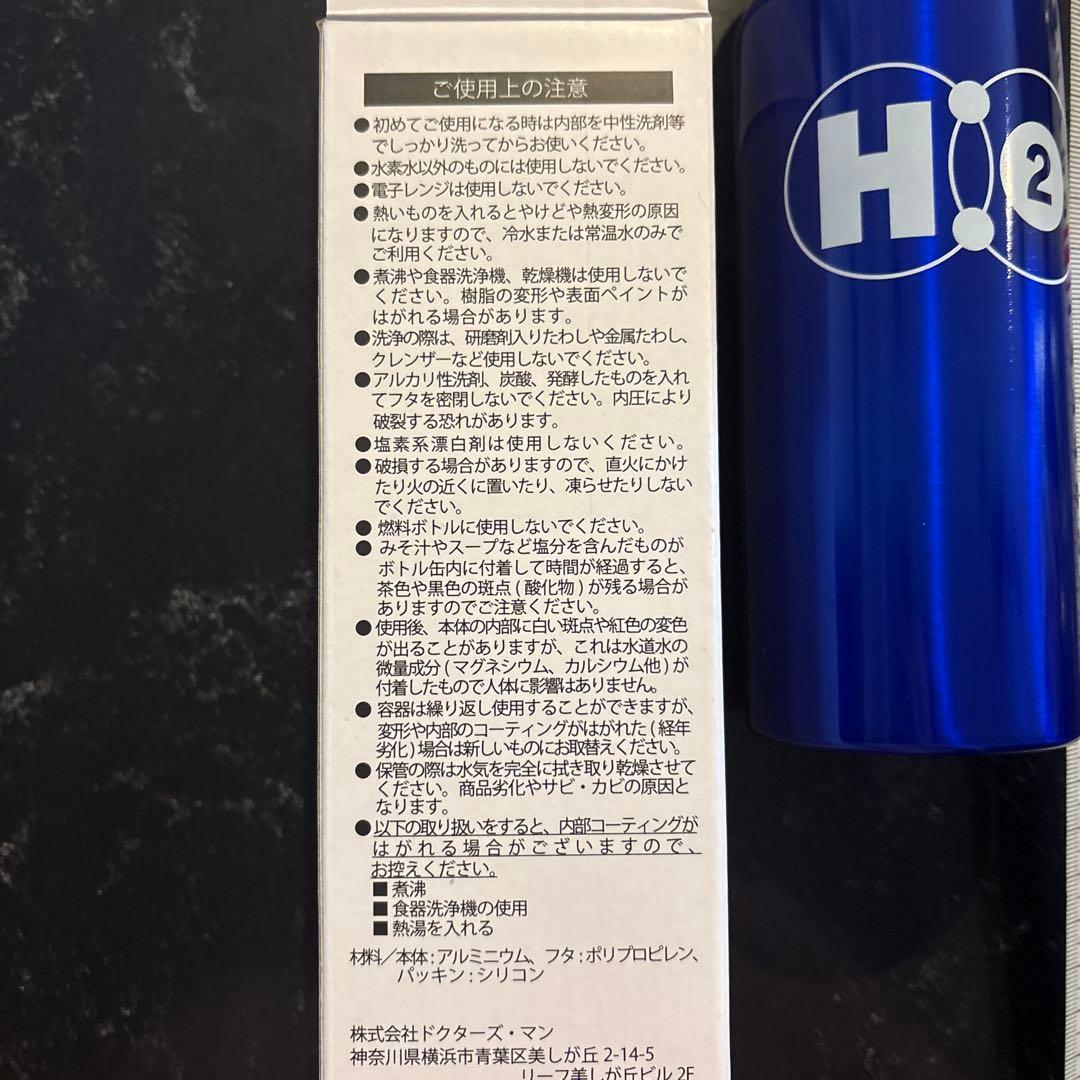 ご使用上の注意
●初めてご使用になる時は内部を中性洗剤等
でしっかり洗ってからお使いください。
●水素水以外のものには使用しないでください。
●電子レンジは使用しないでください。
●熱いものを入れるとやけどや熱変形の原因
になりますので、冷水または常温水のみで
ご利用ください。
●煮沸や食器洗浄機、乾燥機は使用しないで
ください。樹脂の変形や表面ペイントが
はがれる場合があります。
●洗浄の際は、研磨剤入りたわしや金属たわし、
クレンザーなど使用しないでください。
●アルカリ性洗剤、炭酸、発酵したものを入れ
てフタを密閉しないでください。内圧により
破裂する恐れがあります。
●塩素系漂白剤は使用しないください。
●破損する場合がありますので、直火にかけ
たり火の近くに置いたり、凍らせたりしない
でください。
●燃料ボトルに使用しないでください。
●みそ汁やスープなど塩分を含んだものが
ボトル缶内に付着して時間が経過すると、
茶色や黒色の斑点(酸化物)が残る場合が
ありますのでご注意ください。
●使用後、本体の内部に白い斑点や紅色の変色
が出ることがありますが、これは水道水の
微量成分(マグネシウム、カルシウム他)が
付着したもので人体に影響はありません。
●容器は繰り返し使用することができますが、
変形や内部のコーティングがはがれた(経年
劣化)場合は新しいものにお取替えください。
●保管の際は水気を完全に拭き取り乾燥させて
ください。商品劣化やサビ・カビの原因と
なります。
●以下の取り扱いをすると、内部コーティングが
はがれる場合がございますので、
お控えください。
■煮沸
■食器洗浄機の使用
■熱湯を入れる
材料/本体:アルミニウム、フタ:ポリプロピレン、
パッキン:シリコン
株式会社ドクターズ・マン
神奈川県横浜市青葉区美しが丘2-14-5
リーフ美しが丘ビル2F
H2